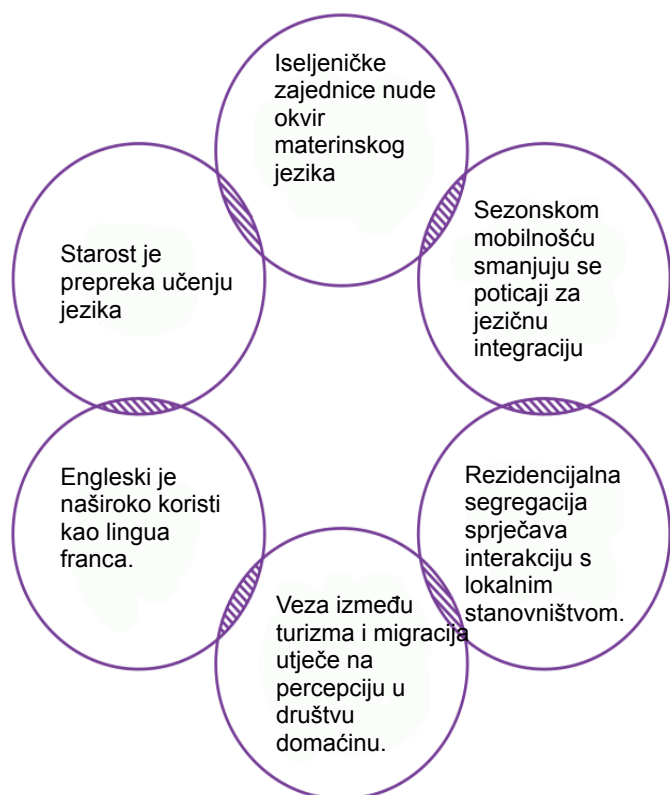 Iseljeničke
zajednice nude
okvir
materinskog
jezika
Sezonskom
mobilnošću
smanjuju se
poticaji za
jezičnu
integraciju
Rezidencijalna
segregacija
sprječava
interakciju s
lokalnim
stanovništvom.
Veza između
turizma i migracija
utječe na
percepciju u
društvu
domaćinu.
Engleski je
naširoko koristi
kao lingua
franca.
Starost je
prepreka učenju
jezika